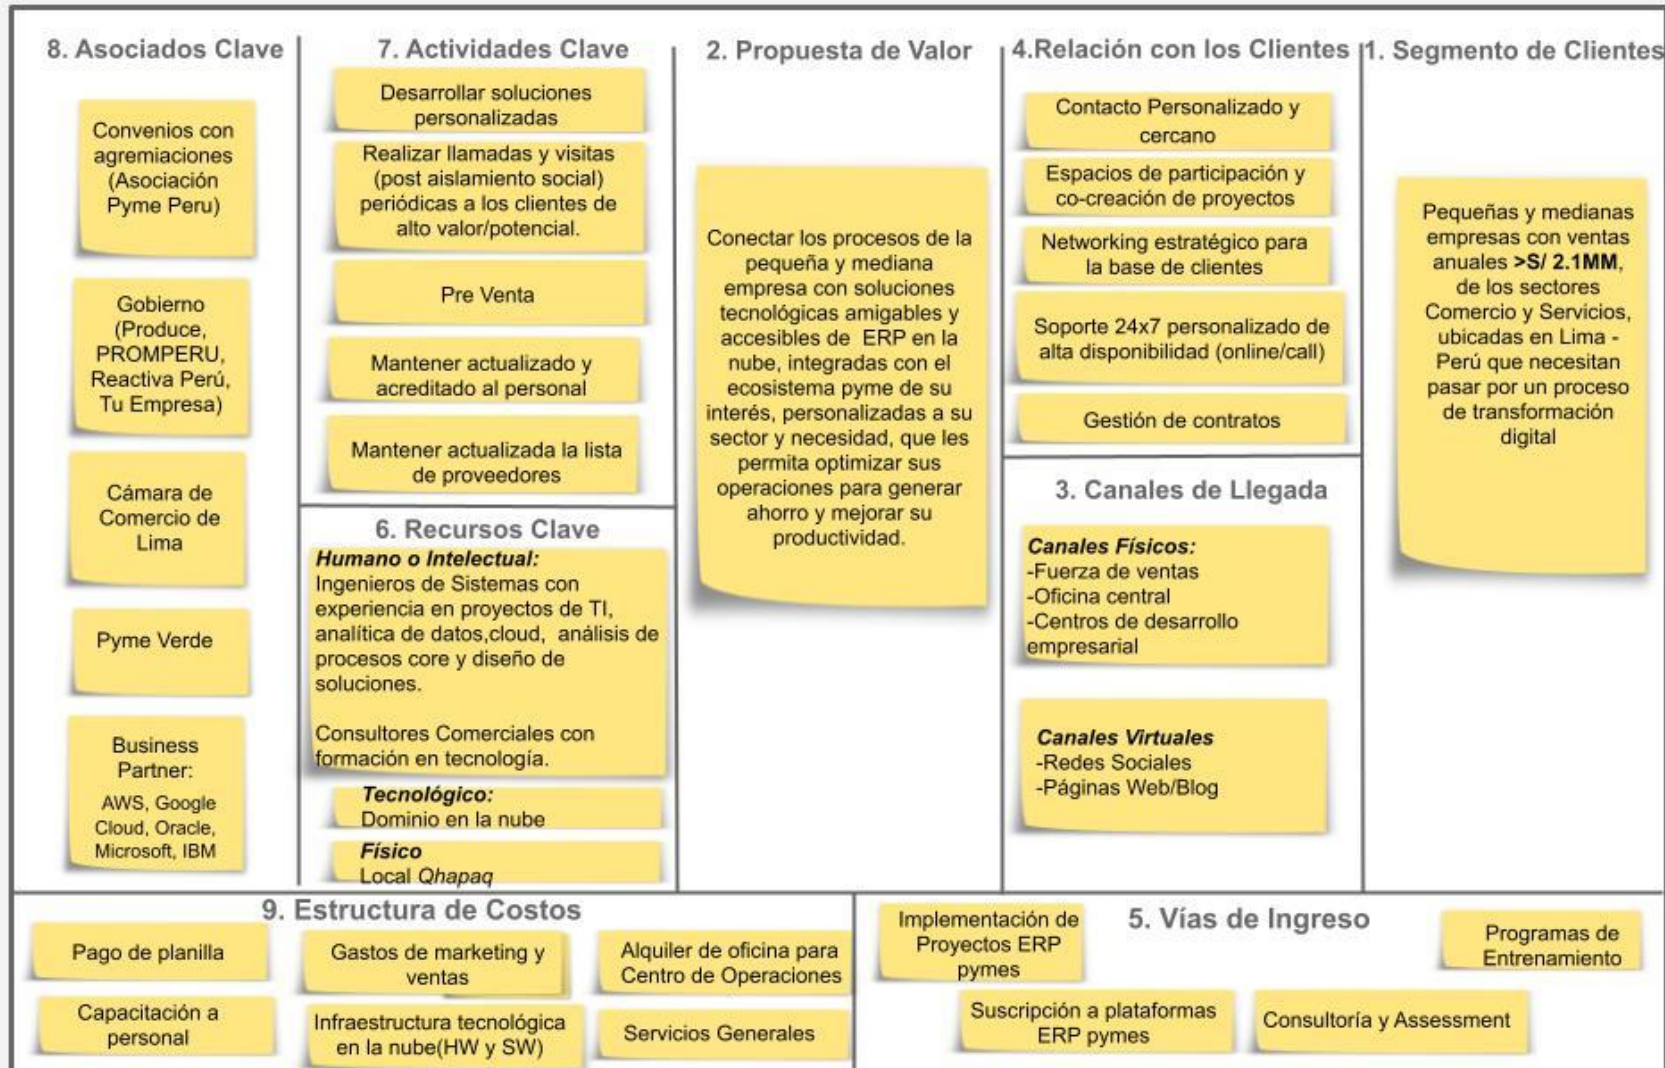 8. Asociados Clave
Convenios con
agremiaciones
(Asociación
Pyme Peru)
Gobierno
(Produce,
PROMPERU,
Reactiva Perú,
Tu Empresa)
Cámara de
Comercio de
Lima
Pyme Verde
Business
Partner:
AWS, Google
Cloud, Oracle,
Microsoft, IBM
7. Actividades Clave
Desarrollar soluciones
personalizadas
Realizar llamadas y visitas
(post aislamiento social)
periódicas a los clientes de
alto valor/potencial.
Pre Venta
Mantener actualizado y
acreditado al personal
Mantener actualizada la lista
de proveedores
6. Recursos Clave
Humano o Intelectual:
Ingenieros de Sistemas con
experiencia en proyectos de TI,
analítica de datos,cloud, análisis de
procesos core y diseño de
soluciones.
Consultores Comerciales con
formación en tecnología.
Tecnológico:
Dominio en la nube
Físico
Local Qhapaq
2. Propuesta de Valor
Conectar los procesos de la
pequeña y mediana
empresa con soluciones
tecnológicas amigables y
accesibles de ERP en la
nube, integradas con el
ecosistema pyme de su
interés, personalizadas a su
sector y necesidad, que les
permita optimizar sus
operaciones para generar
ahorro y mejorar su
productividad.
4.Relación con los Clientes
Contacto Personalizado y
cercano
Espacios de participación y
co-creación de proyectos
Networking estratégico para
la base de clientes
Soporte 24x7 personalizado de
alta disponibilidad (online/call)
Gestión de contratos
3. Canales de Llegada
Canales Físicos:
-Fuerza de ventas
-Oficina central
-Centros de desarrollo
empresarial
Canales Virtuales
-Redes Sociales
-Páginas Web/Blog
1. Segmento de Clientes
Pequeñas y medianas
empresas con ventas
anuales >S/ 2.1MM,
de los sectores
Comercio y Servicios,
ubicadas en Lima -
Perú que necesitan
pasar por un proceso
de transformación
digital
9. Estructura de Costos
Pago de planilla
Gastos de marketing y
ventas
Alquiler de oficina para
Centro de Operaciones
Capacitación a
personal
Infraestructura tecnológica
en la nube(HW y SW)
Servicios Generales
5. Vías de Ingreso
Implementación de
Proyectos ERP
pymes
Programas de
Entrenamiento
Suscripción a plataformas
ERP pymes
Consultoría y Assessment